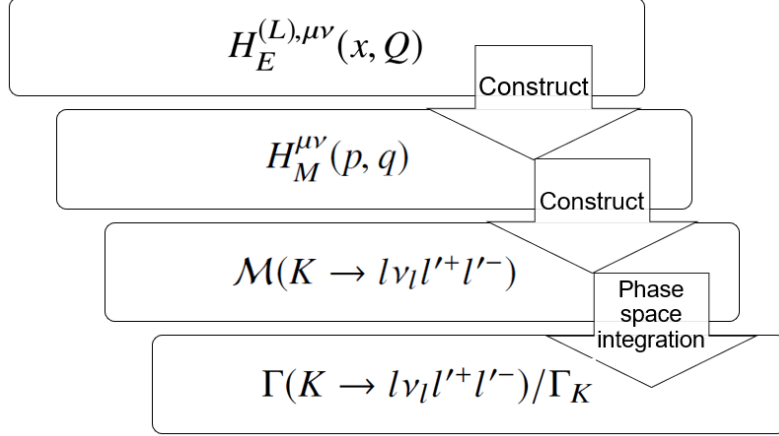 H_E^{(L),μν}(x, Q)
Construct
H_M^{μν}(p, q)
Construct
ℳ(K → lν_l l′⁺l′⁻)
Phase
space
integration
Γ(K → lν_l l′⁺l′⁻)/Γ_K